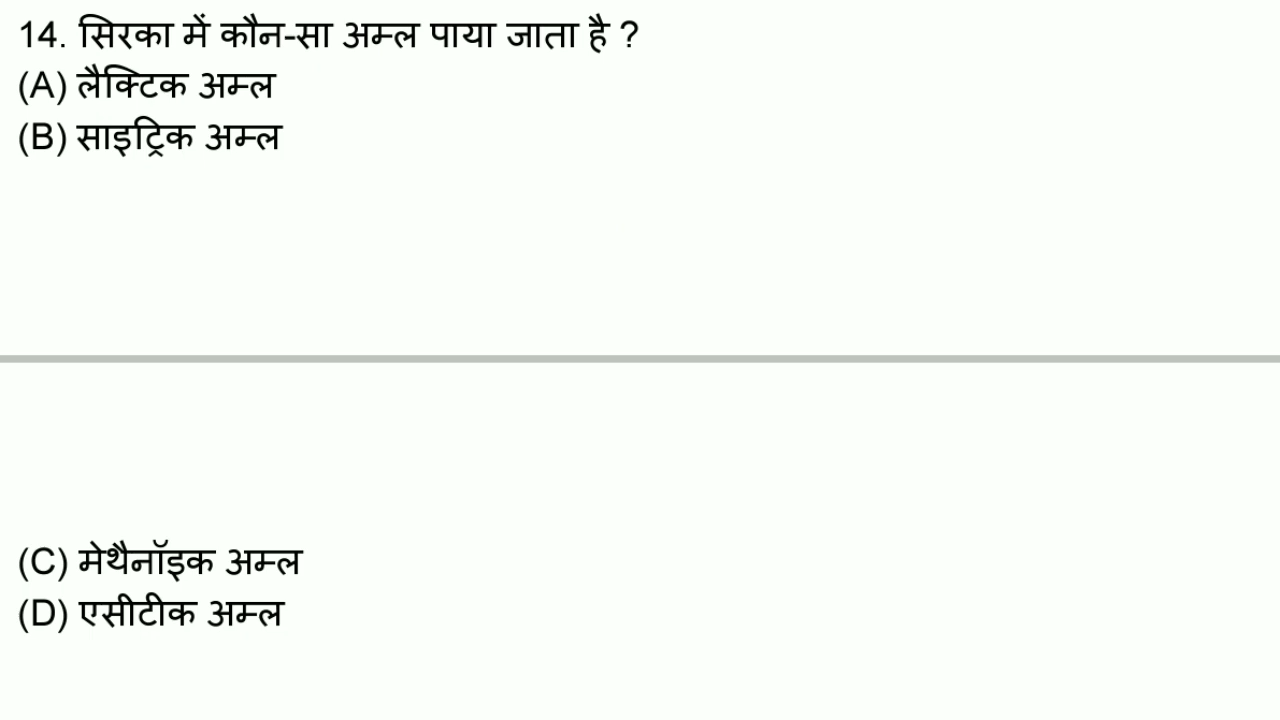 14. सिरका में कौन-सा अम्ल पाया जाता है ?
(A) लैक्टिक अम्ल
(B) साइट्रिक अम्ल
(C) मेथैनॉइक अम्ल
(D) एसीटीक अम्ल